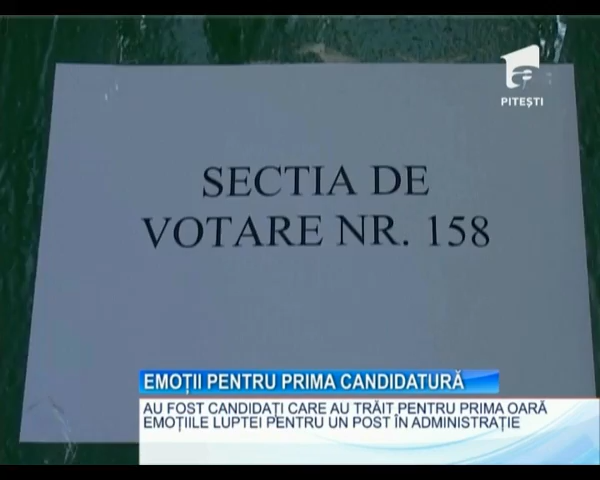 PITEȘTI
SECTIA DE
VOTARE NR. 158
EMOȚII PENTRU PRIMA CANDIDATURĂ
AU FOST CANDIDAȚI CARE AU TRĂIT PENTRU PRIMA OARĂ
EMOȚIILE LUPTEI PENTRU UN POST ÎN ADMINISTRAȚIE